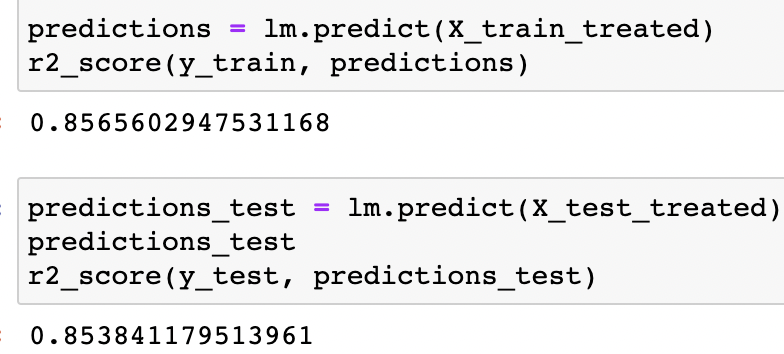 predictions = lm.predict(X_train_treated)
r2_score(y_train, predictions)
: 0.8565602947531168
: predictions_test = lm.predict(X_test_treated)
predictions_test
r2_score(y_test, predictions_test)
: 0.853841179513961